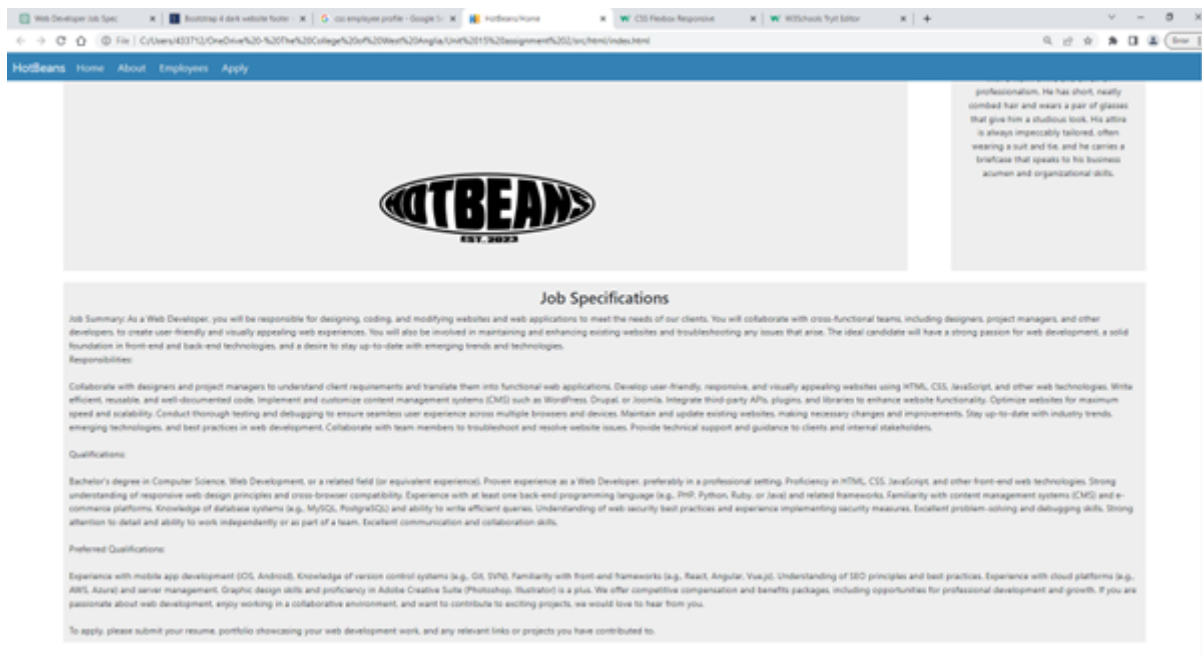 Web Developer Job Spec
Bootstrap 4 dark website footer -
css employee profile - Google Se
HotBeans/Home
CSS Flexbox Responsive
W3Schools Tryit Editor
File | C:/Users/433712/OneDrive%20-%20The%20College%20of%20West%20Anglia/Unit%2015%20assignment%202/src/html/index.html
Error
HotBeans Home About Employees Apply
professionalism. He has short, neatly
combed hair and wears a pair of glasses
that give him a studious look. His attire
is always impeccably tailored, often
wearing a suit and tie, and he carries a
briefcase that speaks to his business
acumen and organizational skills.
HOTBEANS
EST. 2023
Job Specifications
Job Summary: As a Web Developer, you will be responsible for designing, coding, and modifying websites and web applications to meet the needs of our clients. You will collaborate with cross-functional teams, including designers, project managers, and other
developers, to create user-friendly and visually appealing web experiences. You will also be involved in maintaining and enhancing existing websites and troubleshooting any issues that arise. The ideal candidate will have a strong passion for web development, a solid
foundation in front-end and back-end technologies, and a desire to stay up-to-date with emerging trends and technologies.
Responsibilities:
Collaborate with designers and project managers to understand client requirements and translate them into functional web applications. Develop user-friendly, responsive, and visually appealing websites using HTML, CSS, JavaScript, and other web technologies. Write
efficient, reusable, and well-documented code. Implement and customize content management systems (CMS) such as WordPress, Drupal, or Joomla. Integrate third-party APIs, plugins, and libraries to enhance website functionality. Optimize websites for maximum
speed and scalability. Conduct thorough testing and debugging to ensure seamless user experience across multiple browsers and devices. Maintain and update existing websites, making necessary changes and improvements. Stay up-to-date with industry trends,
emerging technologies, and best practices in web development. Collaborate with team members to troubleshoot and resolve website issues. Provide technical support and guidance to clients and internal stakeholders.
Qualifications:
Bachelor's degree in Computer Science, Web Development, or a related field (or equivalent experience). Proven experience as a Web Developer, preferably in a professional setting. Proficiency in HTML, CSS, JavaScript, and other front-end web technologies. Strong
understanding of responsive web design principles and cross-browser compatibility. Experience with at least one back-end programming language (e.g., PHP, Python, Ruby, or Java) and related frameworks. Familiarity with content management systems (CMS) and e-
commerce platforms. Knowledge of database systems (e.g., MySQL, PostgreSQL) and ability to write efficient queries. Understanding of web security best practices and experience implementing security measures. Excellent problem-solving and debugging skills. Strong
attention to detail and ability to work independently or as part of a team. Excellent communication and collaboration skills.
Preferred Qualifications:
Experience with mobile app development (iOS, Android). Knowledge of version control systems (e.g., Git, SVN). Familiarity with front-end frameworks (e.g., React, Angular, Vue.js). Understanding of SEO principles and best practices. Experience with cloud platforms (e.g.,
AWS, Azure) and server management. Graphic design skills and proficiency in Adobe Creative Suite (Photoshop, Illustrator) is a plus. We offer competitive compensation and benefits packages, including opportunities for professional development and growth. If you are
passionate about web development, enjoy working in a collaborative environment, and want to contribute to exciting projects, we would love to hear from you.
To apply, please submit your resume, portfolio showcasing your web development work, and any relevant links or projects you have contributed to.